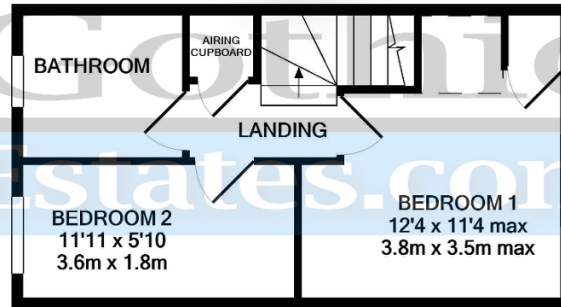 Gothic
Estates.com
AIRING
CUPBOARD
BATHROOM
LANDING
BEDROOM 2
11'11 x 5'10
3.6m x 1.8m
BEDROOM 1
12'4 x 11'4 max
3.8m x 3.5m max